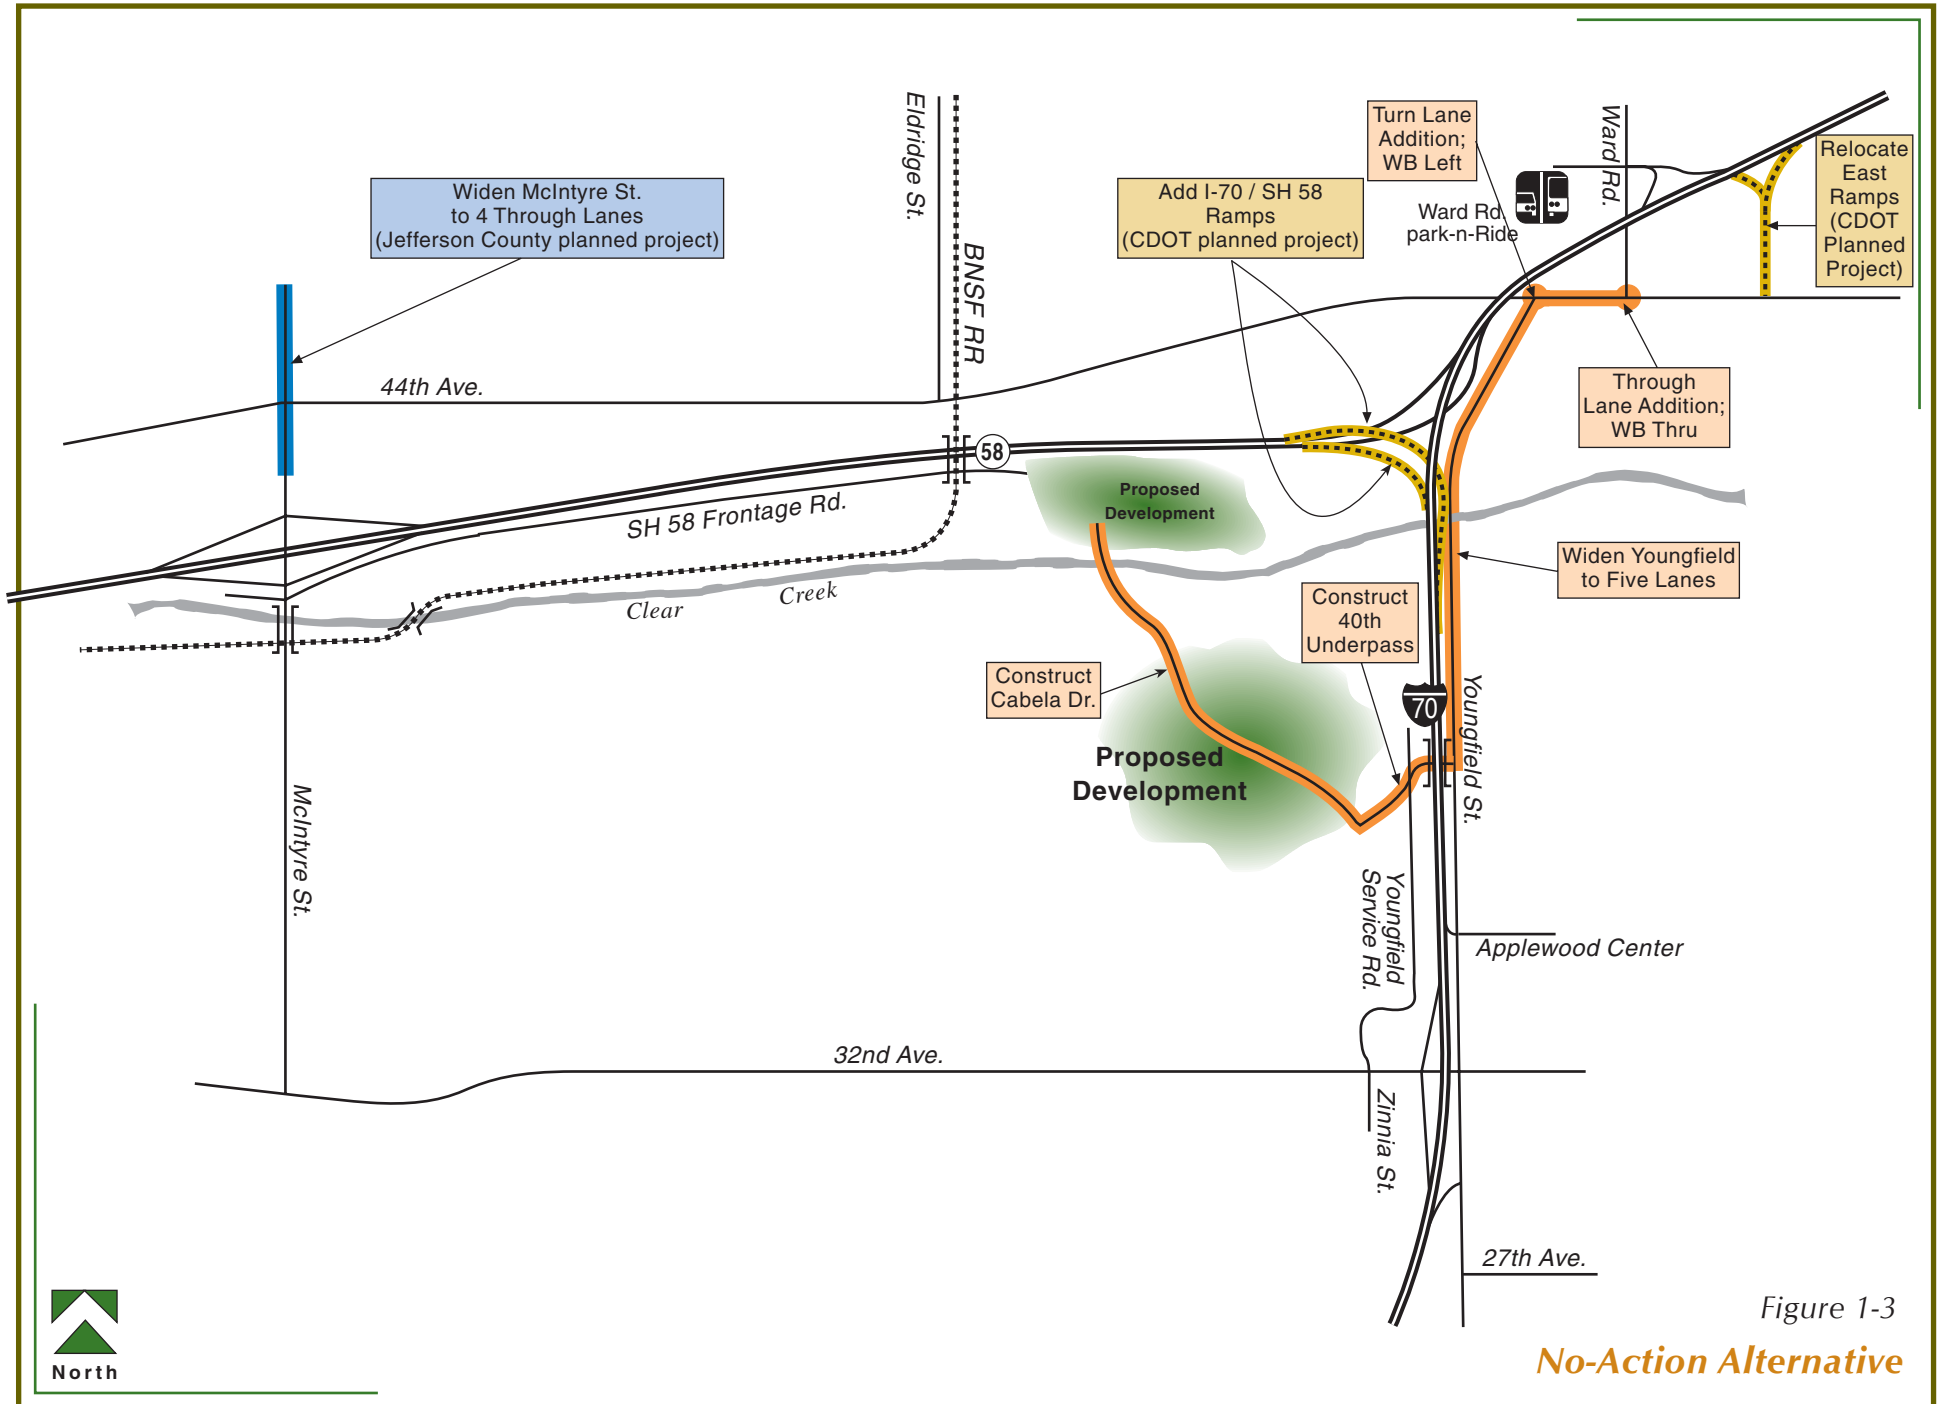 Turn Lane
Addition;
WB Left
Ward Rd.
Relocate
East
Ramps
(CDOT
Planned
Project)
Eldridge St.
Widen McIntyre St.
to 4 Through Lanes
(Jefferson County planned project)
Add I-70 / SH 58
Ramps
(CDOT planned project)
Ward Rd.
park-n-Ride
BNSF RR
44th Ave.
Through
Lane Addition;
WB Thru
58
SH 58 Frontage Rd.
Proposed
Development
Widen Youngfield
to Five Lanes
Clear
Creek
Construct
40th
Underpass
Construct
Cabela Dr.
70
Youngfield St.
Proposed
Development
McIntyre St.
Youngfield
Service Rd.
Applewood Center
32nd Ave.
Zinnia St.
27th Ave.
North
Figure 1-3
No-Action Alternative